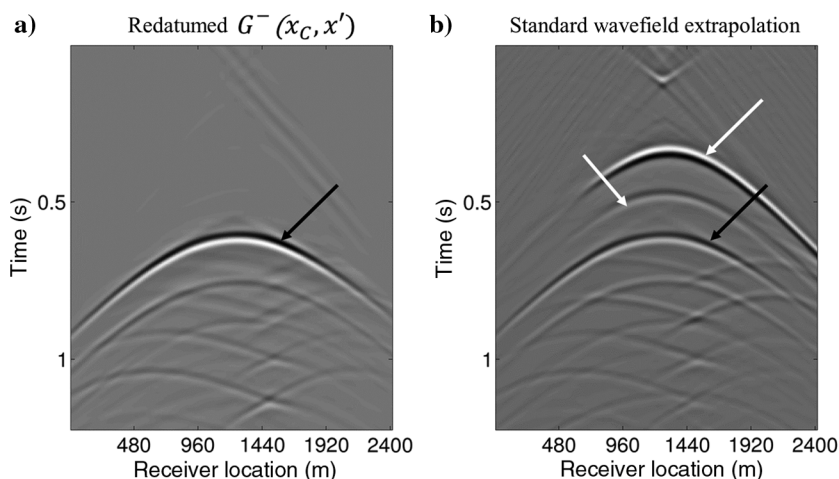 a) Redatumed G⁻(x_C, x′)
Time (s)
0.5
1
480 960 1440 1920 2400
Receiver location (m)
b) Standard wavefield extrapolation
Time (s)
0.5
1
480 960 1440 1920 2400
Receiver location (m)